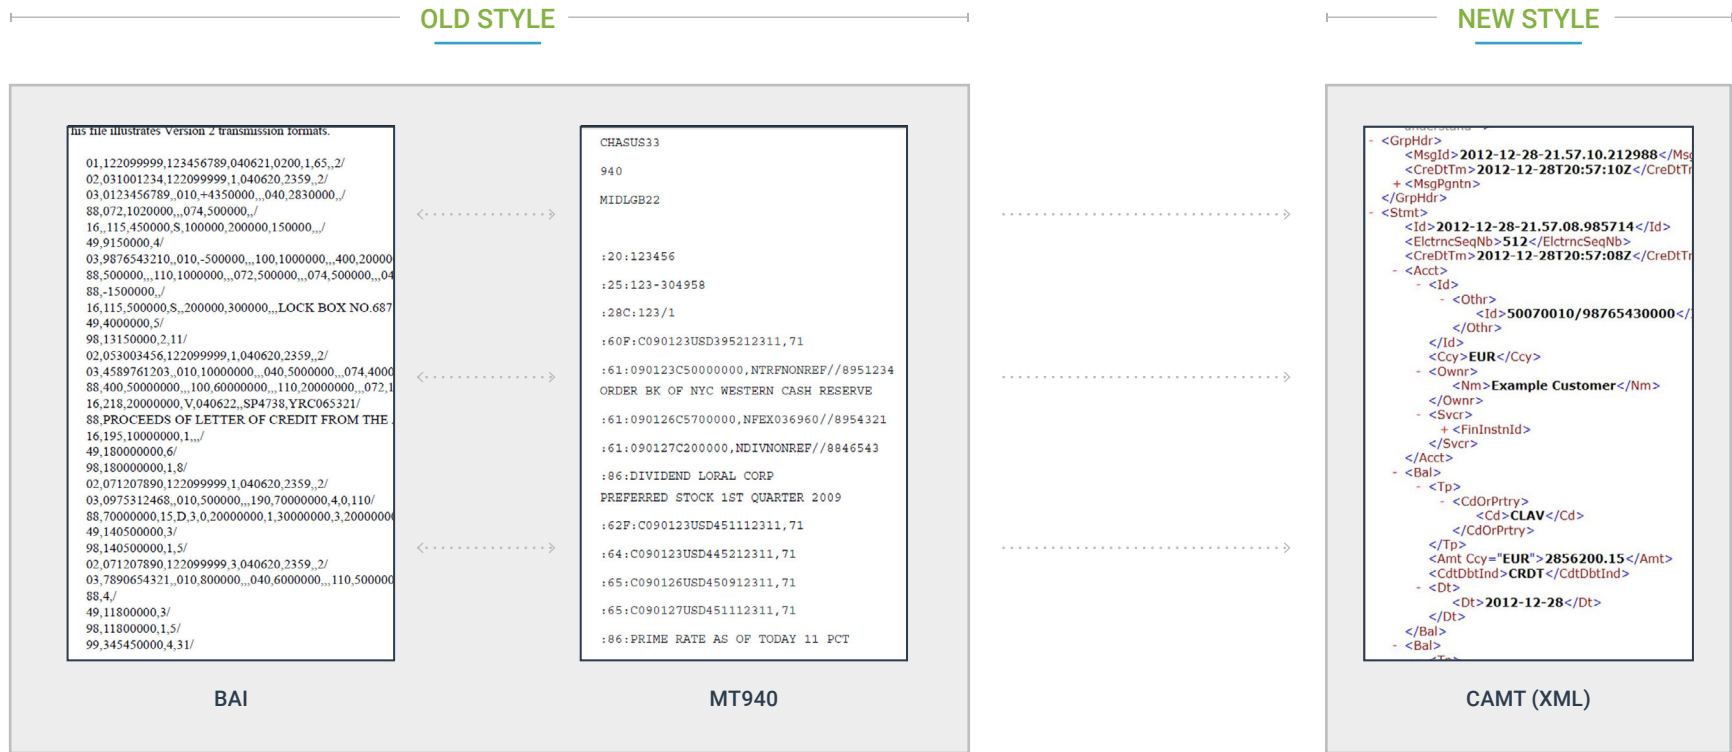 OLD STYLE
NEW STYLE
his file illustrates Version 2 transmission formats.
01,122099999,123456789,040621,0200,1,65,,2/
02,031001234,122099999,1,040620,2359,,2/
03,0123456789,,010,+4350000,,,040,2830000,,/
88,072,1020000,,,074,500000,,/
16,,115,450000,S,100000,200000,150000,,,/
49,9150000,4/
03,9876543210,,010,-500000,,,100,1000000,,,400,20000
88,500000,,,110,1000000,,,072,500000,,,074,500000,,,04
88,-1500000,,/
16,115,500000,S,,200000,300000,,,LOCK BOX NO.687
49,4000000,5/
98,13150000,2,11/
02,053003456,122099999,1,040620,2359,,2/
03,4589761203,,010,10000000,,,040,5000000,,,074,4000
88,400,50000000,,,100,60000000,,,110,20000000,,,072,1
16,218,20000000,V,040622,,SP4738,YRC065321/
88,PROCEEDS OF LETTER OF CREDIT FROM THE
16,195,10000000,1,,,/
49,180000000,6/
98,180000000,1,8/
02,071207890,122099999,1,040620,2359,,2/
03,0975312468,,010,500000,,,190,70000000,4,0,110/
88,70000000,15,D,3,0,20000000,1,30000000,3,20000000
49,140500000,3/
98,140500000,1,5/
02,071207890,122099999,3,040620,2359,,2/
03,7890654321,,010,800000,,,040,6000000,,,110,500000
88,4,/
49,11800000,3/
98,11800000,1,5/
99,345450000,4,31/
BAI
CHASUS33
940
MIDLGB22
:20:123456
:25:123-304958
:28C:123/1
:60F:C090123USD395212311,71
:61:090123C50000000,NTRFNONREF//8951234
ORDER BK OF NYC WESTERN CASH RESERVE
:61:090126C5700000,NFEX036960//8954321
:61:090127C200000,NDIVNONREF//8846543
:86:DIVIDEND LORAL CORP
PREFERRED STOCK 1ST QUARTER 2009
:62F:C090123USD451112311,71
:64:C090123USD445212311,71
:65:C090126USD450912311,71
:65:C090127USD451112311,71
:86:PRIME RATE AS OF TODAY 11 PCT
MT940
- <GrpHdr>
<MsgId>2012-12-28-21.57.10.212988</Msg
<CreDtTm>2012-12-28T20:57:10Z</CreDtTr
+ <MsgPgntn>
</GrpHdr>
- <Stmt>
<Id>2012-12-28-21.57.08.985714</Id>
<ElctrncSeqNb>512</ElctrncSeqNb>
<CreDtTm>2012-12-28T20:57:08Z</CreDtTr
- <Acct>
- <Id>
- <Othr>
<Id>50070010/98765430000</
</Othr>
</Id>
<Ccy>EUR</Ccy>
- <Ownr>
<Nm>Example Customer</Nm>
</Ownr>
- <Svcr>
+ <FinInstnId>
</Svcr>
</Acct>
- <Bal>
- <Tp>
- <CdOrPrtry>
<Cd>CLAV</Cd>
</CdOrPrtry>
</Tp>
<Amt Ccy="EUR">2856200.15</Amt>
<CdtDbtInd>CRDT</CdtDbtInd>
- <Dt>
<Dt>2012-12-28</Dt>
</Dt>
</Bal>
- <Bal>
CAMT (XML)